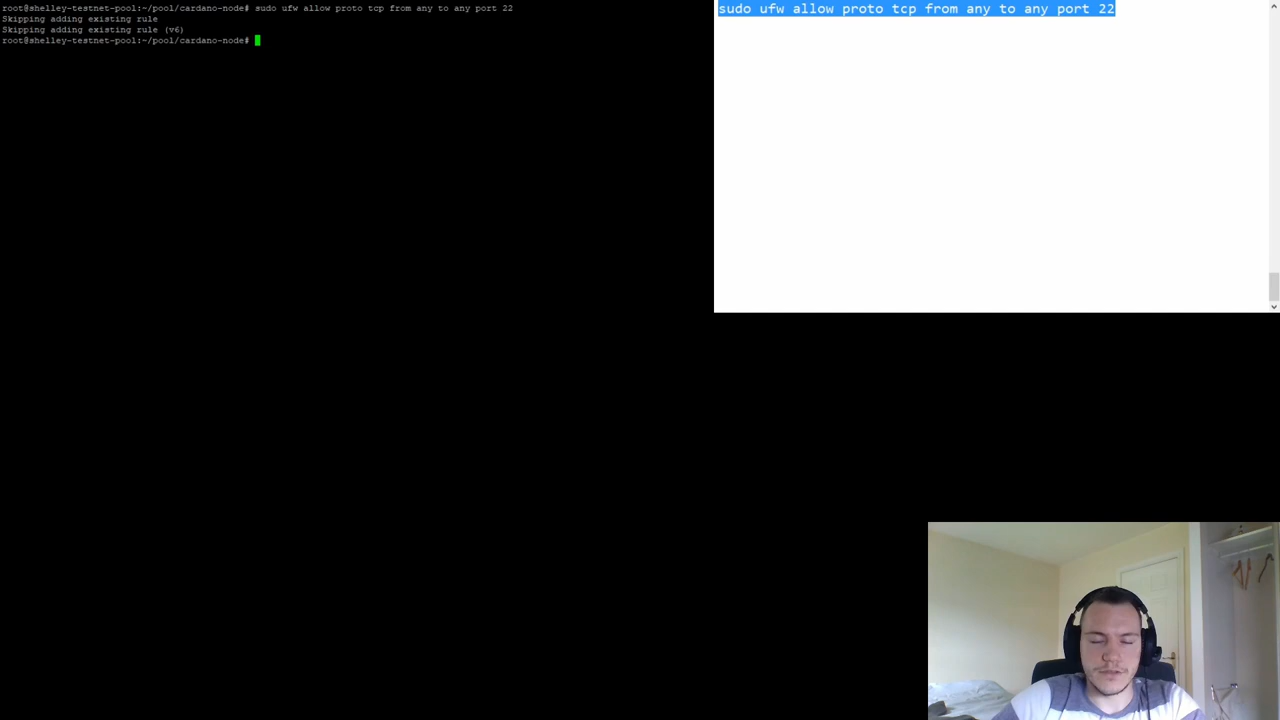 root@shelley-testnet-pool:~/pool/cardano-node# sudo ufw allow proto tcp from any to any port 22
Skipping adding existing rule
Skipping adding existing rule (v6)
root@shelley-testnet-pool:~/pool/cardano-node#
sudo ufw allow proto tcp from any to any port 22